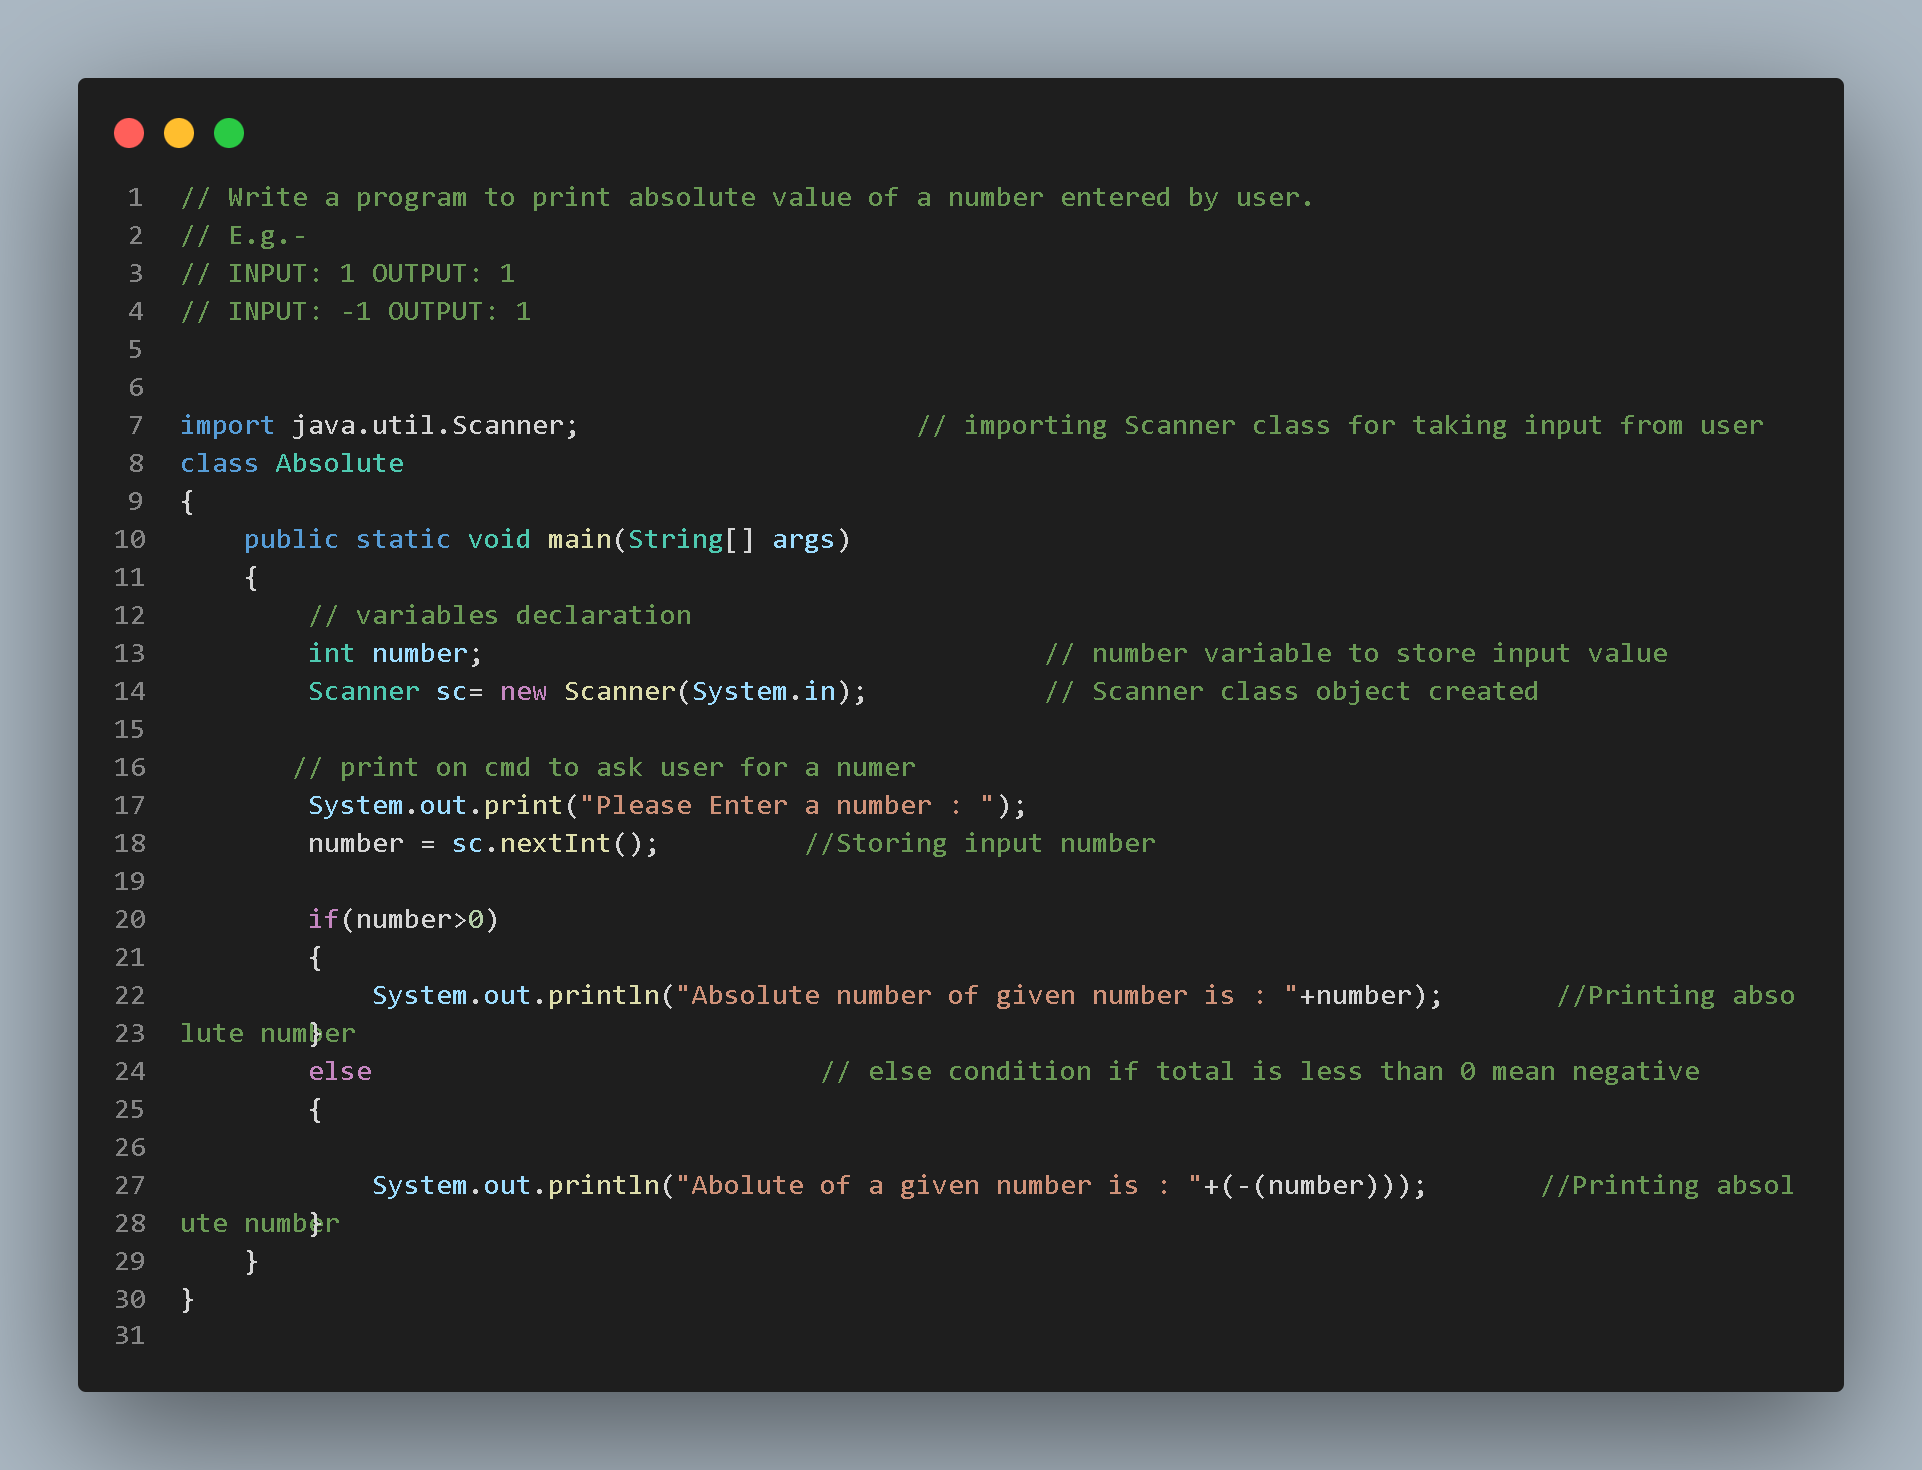 1 // Write a program to print absolute value of a number entered by user.
2 // E.g.-
3 // INPUT: 1 OUTPUT: 1
4 // INPUT: -1 OUTPUT: 1
5
6
7 import java.util.Scanner;                     // importing Scanner class for taking input from user
8 class Absolute
9 {
10     public static void main(String[] args)
11     {
12         // variables declaration
13         int number;                                   // number variable to store input value
14         Scanner sc= new Scanner(System.in);           // Scanner class object created
15
16        // print on cmd to ask user for a numer
17         System.out.print("Please Enter a number : ");
18         number = sc.nextInt();         //Storing input number
19
20         if(number>0)
21         {
22             System.out.println("Absolute number of given number is : "+number);       //Printing abso
23 lute number
        }
24         else                            // else condition if total is less than 0 mean negative
25         {
26
27             System.out.println("Abolute of a given number is : "+(-(number)));       //Printing absol
28 ute number
        }
29     }
30 }
31